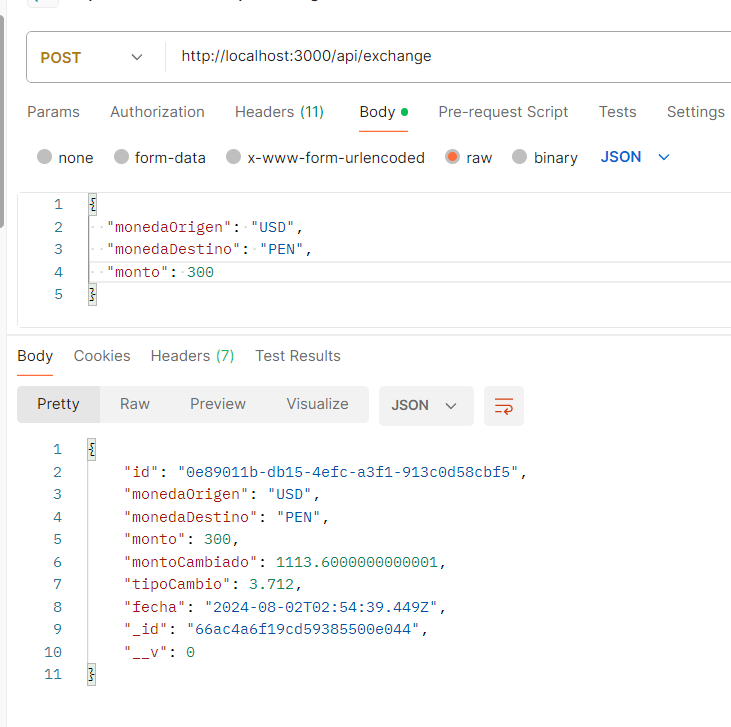 POST http://localhost:3000/api/exchange
Params Authorization Headers (11) Body Pre-request Script Tests Settings
none form-data x-www-form-urlencoded raw binary JSON
1 {
2 "monedaOrigen": "USD",
3 "monedaDestino": "PEN",
4 "monto": 300
5 }
Body Cookies Headers (7) Test Results
Pretty Raw Preview Visualize JSON
1 {
2 "id": "0e89011b-db15-4efc-a3f1-913c0d58cbf5",
3 "monedaOrigen": "USD",
4 "monedaDestino": "PEN",
5 "monto": 300,
6 "montoCambiado": 1113.6000000000001,
7 "tipoCambio": 3.712,
8 "fecha": "2024-08-02T02:54:39.449Z",
9 "_id": "66ac4a6f19cd59385500e044",
10 "__v": 0
11 }